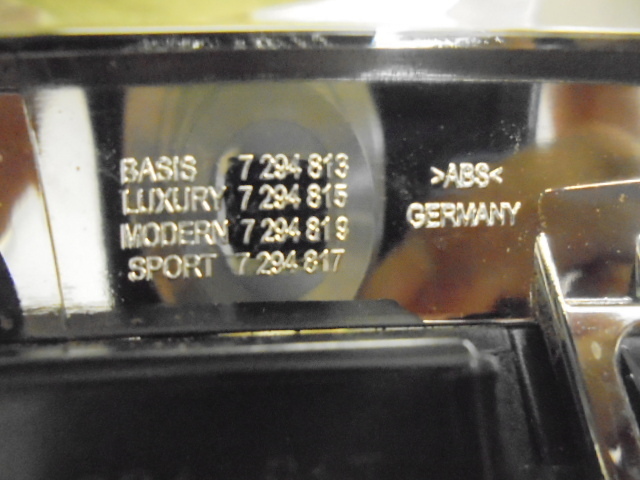 BASIS 7 294 813
LUXURY 7 294 815
MODERN 7 294 819
SPORT 7 294 817
>ABS<
GERMANY